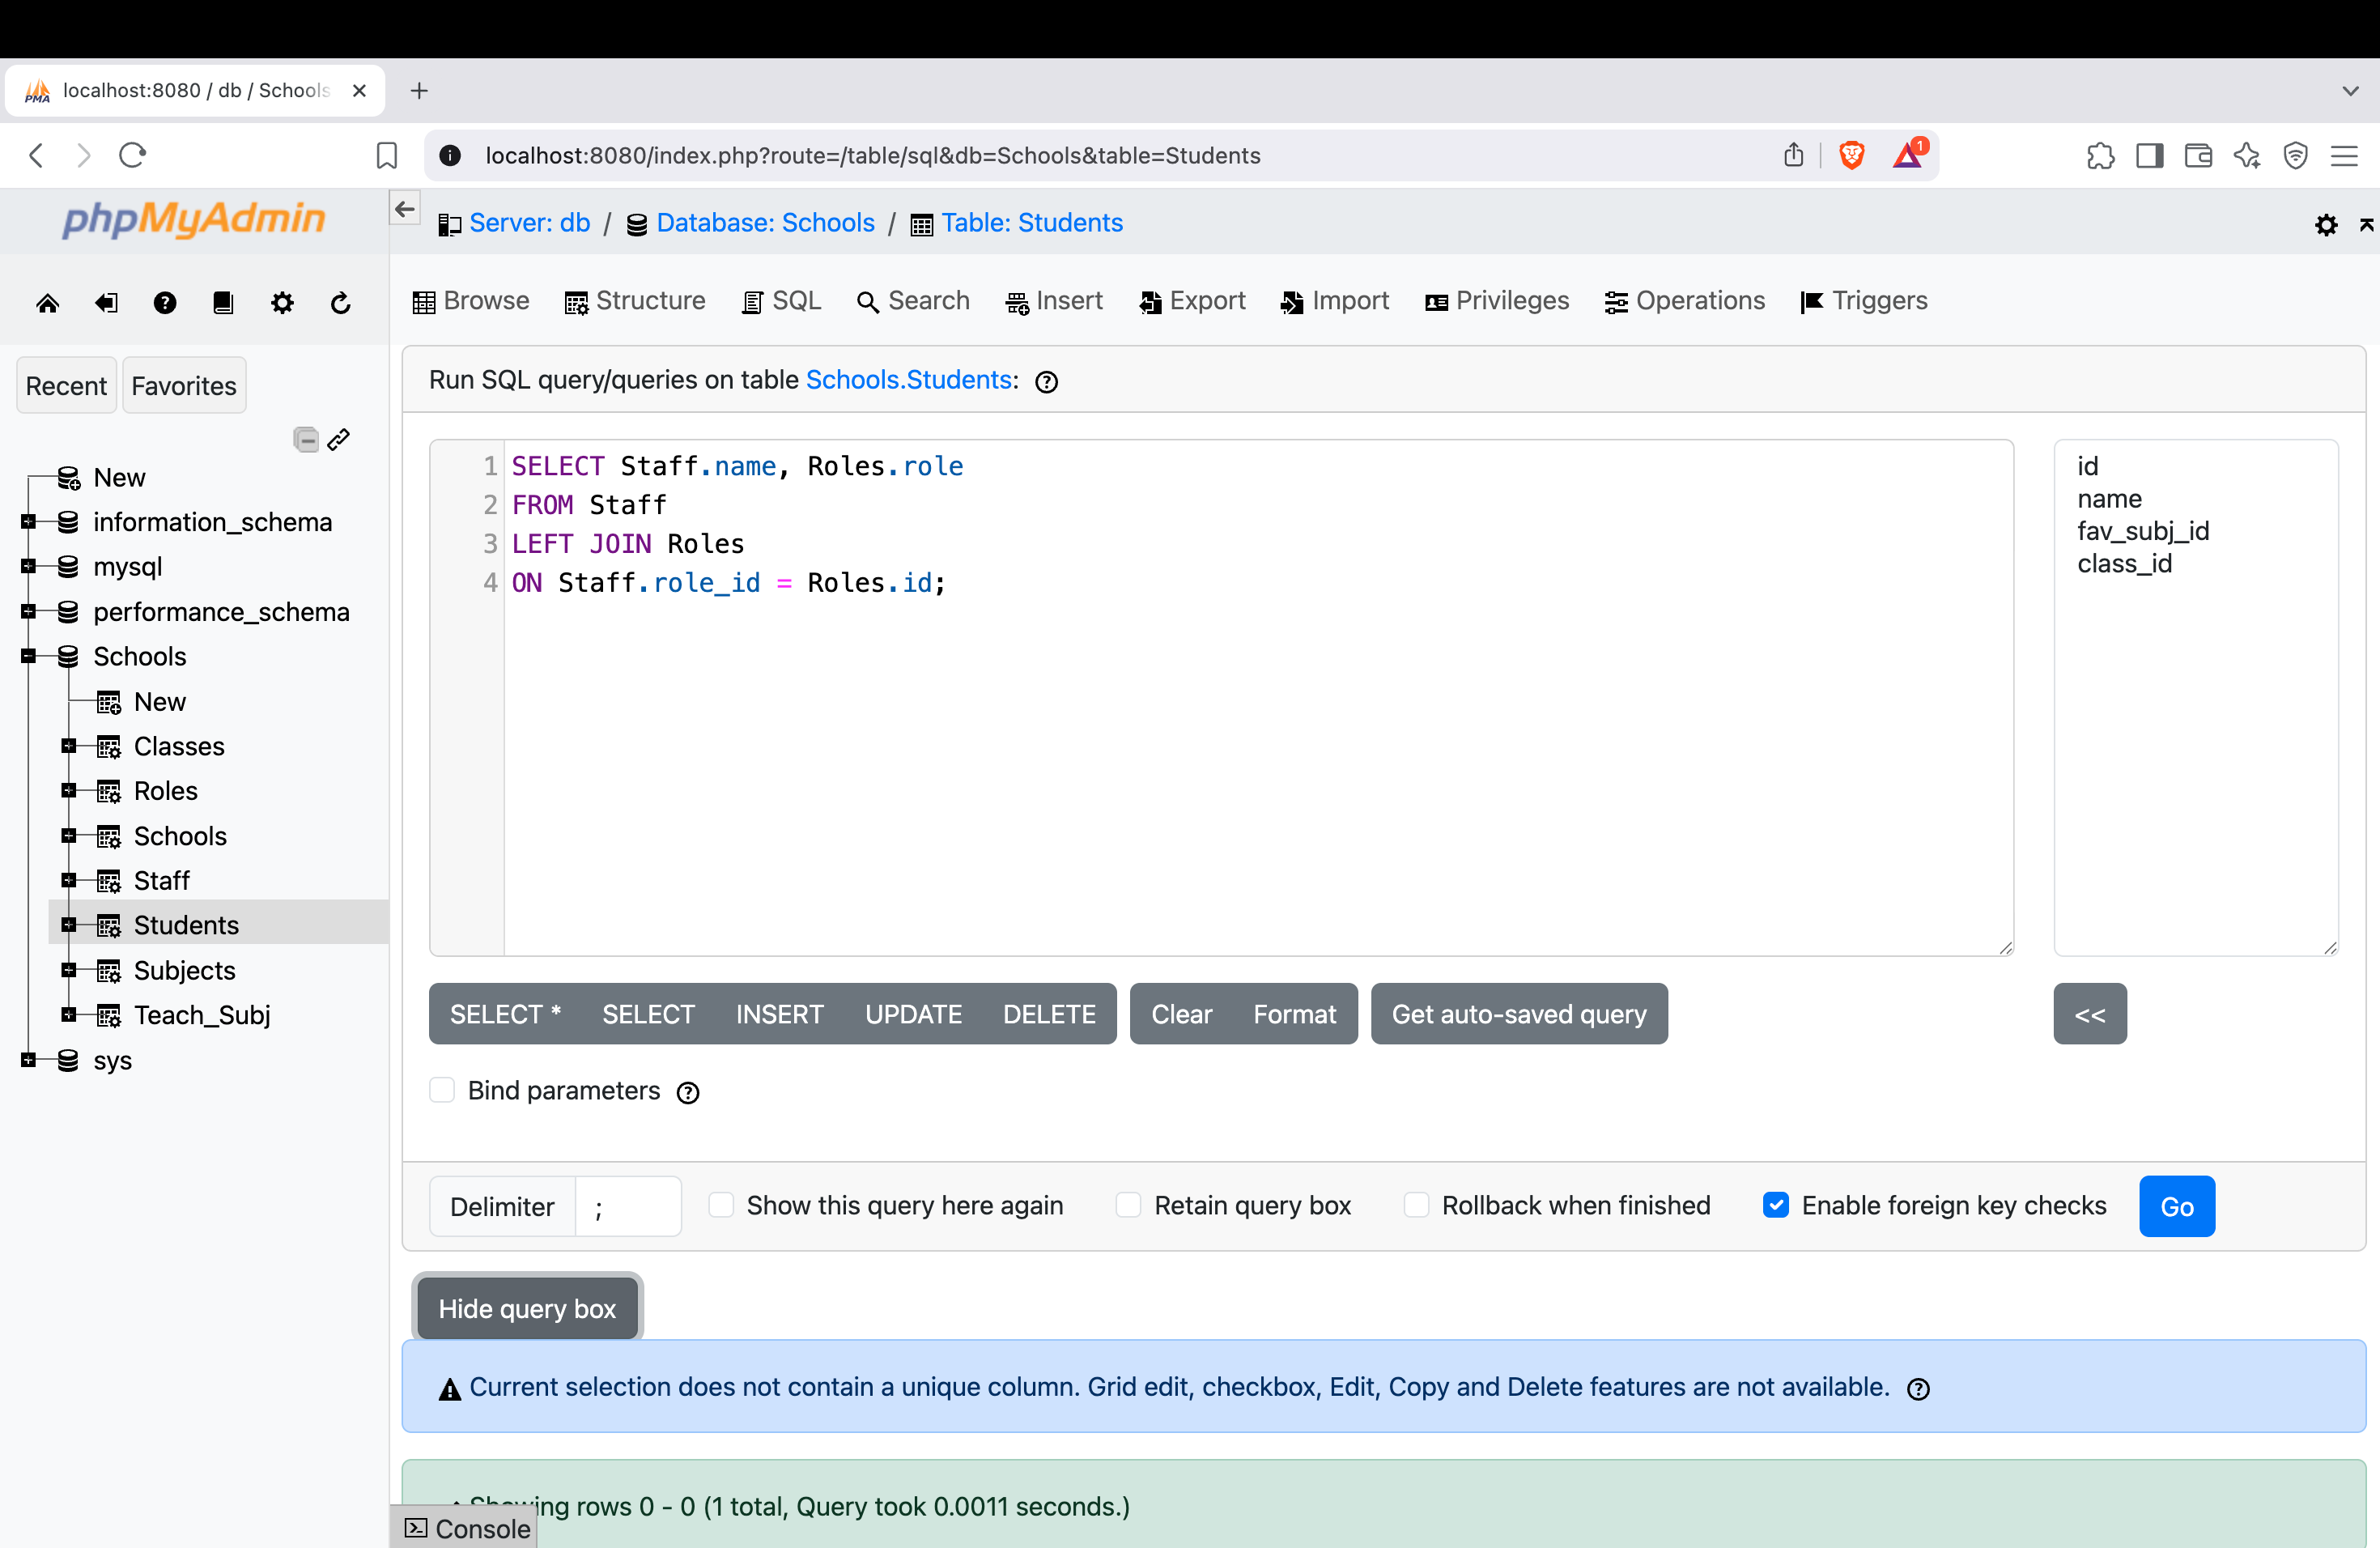 localhost:8080 / db / Schools
localhost:8080/index.php?route=/table/sql&db=Schools&table=Students
1
phpMyAdmin
Server: db / Database: Schools / Table: Students
Browse Structure SQL Search Insert Export Import Privileges Operations Triggers
Recent Favorites
New
information_schema
mysql
performance_schema
Schools
New
Classes
Roles
Schools
Staff
Students
Subjects
Teach_Subj
sys
Run SQL query/queries on table Schools.Students:
1 SELECT Staff.name, Roles.role
2 FROM Staff
3 LEFT JOIN Roles
4 ON Staff.role_id = Roles.id;
id
name
fav_subj_id
class_id
SELECT * SELECT INSERT UPDATE DELETE Clear Format Get auto-saved query <<
Bind parameters
Delimiter ; Show this query here again Retain query box Rollback when finished Enable foreign key checks Go
Hide query box
Current selection does not contain a unique column. Grid edit, checkbox, Edit, Copy and Delete features are not available.
Showing rows 0 - 0 (1 total, Query took 0.0011 seconds.)
Console